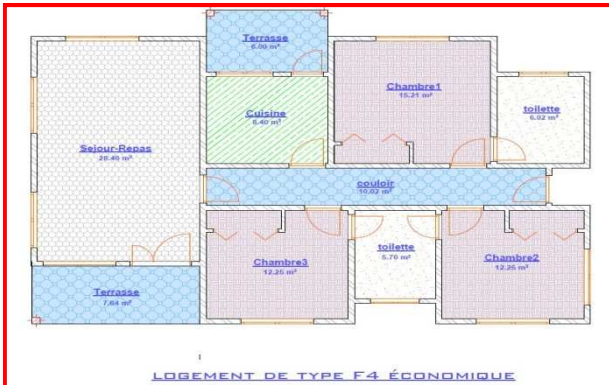 Terrasse
6.00 m²
Chambre1
15.21 m²
Cuisine
8.40 m²
toilette
6.02 m²
Sejour-Repas
28.40 m²
couloir
10.02 m²
toilette
5.70 m²
Chambre3
12.25 m²
Chambre2
12.25 m²
Terrasse
7.64 m²
LOGEMENT DE TYPE F4 ÉCONOMIQUE